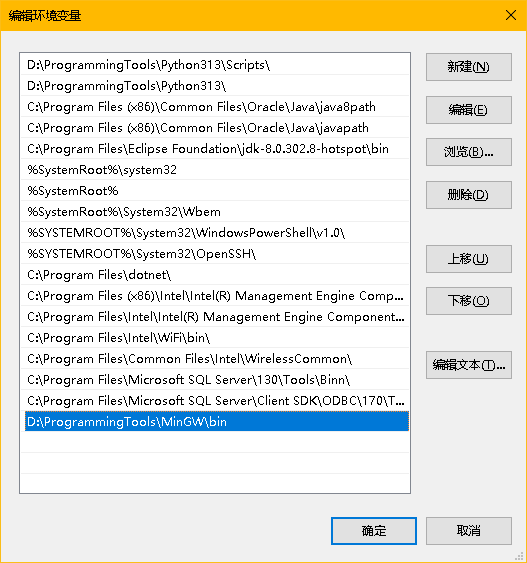 编辑环境变量
D:\ProgrammingTools\Python313\Scripts\
D:\ProgrammingTools\Python313\
C:\Program Files (x86)\Common Files\Oracle\Java\java8path
C:\Program Files (x86)\Common Files\Oracle\Java\javapath
C:\Program Files\Eclipse Foundation\jdk-8.0.302.8-hotspot\bin
%SystemRoot%\system32
%SystemRoot%
%SystemRoot%\System32\Wbem
%SYSTEMROOT%\System32\WindowsPowerShell\v1.0\
%SYSTEMROOT%\System32\OpenSSH\
C:\Program Files\dotnet\
C:\Program Files (x86)\Intel\Intel(R) Management Engine Comp...
C:\Program Files\Intel\Intel(R) Management Engine Component...
C:\Program Files\Intel\WiFi\bin\
C:\Program Files\Common Files\Intel\WirelessCommon\
C:\Program Files\Microsoft SQL Server\130\Tools\Binn\
C:\Program Files\Microsoft SQL Server\Client SDK\ODBC\170\T...
D:\ProgrammingTools\MinGW\bin
新建(N)
编辑(E)
浏览(B)...
删除(D)
上移(U)
下移(O)
编辑文本(T)...
确定
取消